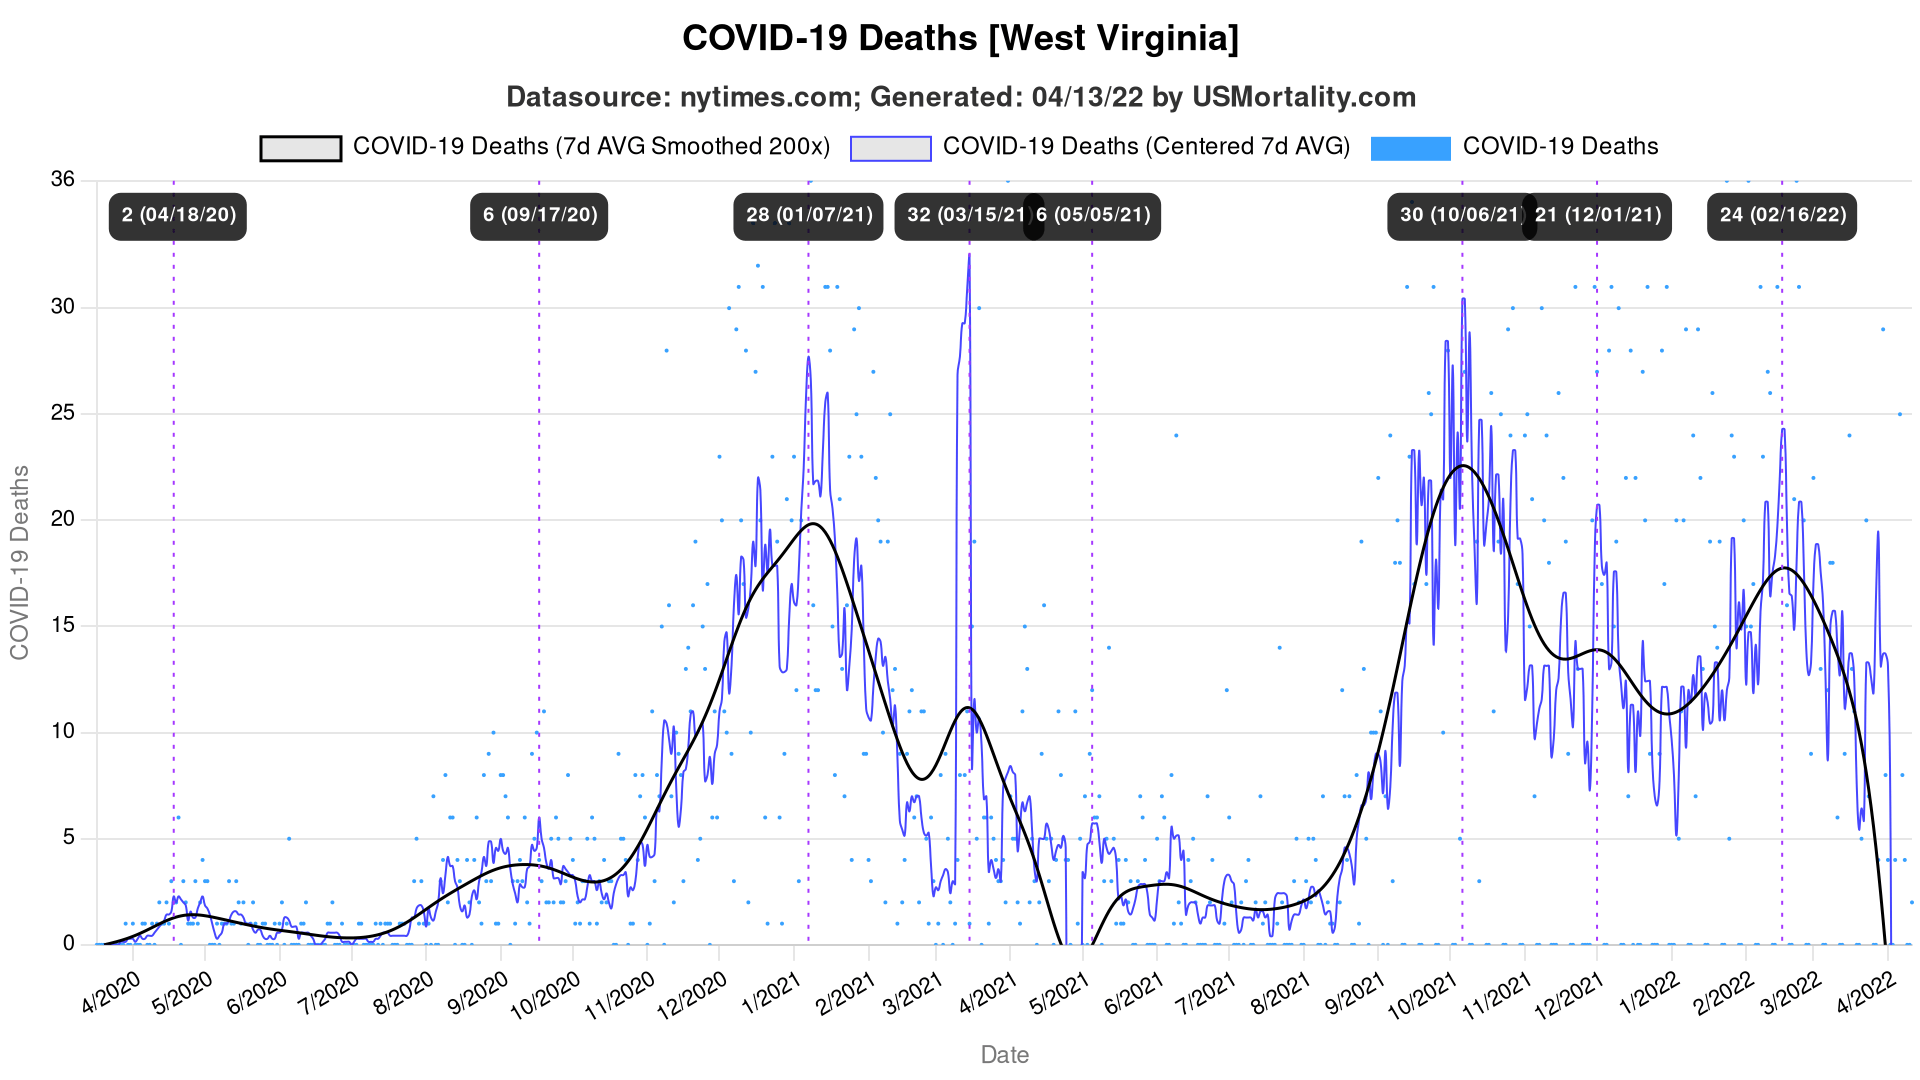 COVID-19 Deaths [West Virginia]
Datasource: nytimes.com; Generated: 04/13/22 by USMortality.com
COVID-19 Deaths (7d AVG Smoothed 200x) COVID-19 Deaths (Centered 7d AVG) COVID-19 Deaths
36
2 (04/18/20) 6 (09/17/20) 28 (01/07/21) 32 (03/15/21) 6 (05/05/21) 30 (10/06/21) 21 (12/01/21) 24 (02/16/22)
30
25
20
15
10
5
0
COVID-19 Deaths
4/2020 5/2020 6/2020 7/2020 8/2020 9/2020 10/2020 11/2020 12/2020 1/2021 2/2021 3/2021 4/2021 5/2021 6/2021 7/2021 8/2021 9/2021 10/2021 11/2021 12/2021 1/2022 2/2022 3/2022 4/2022
Date